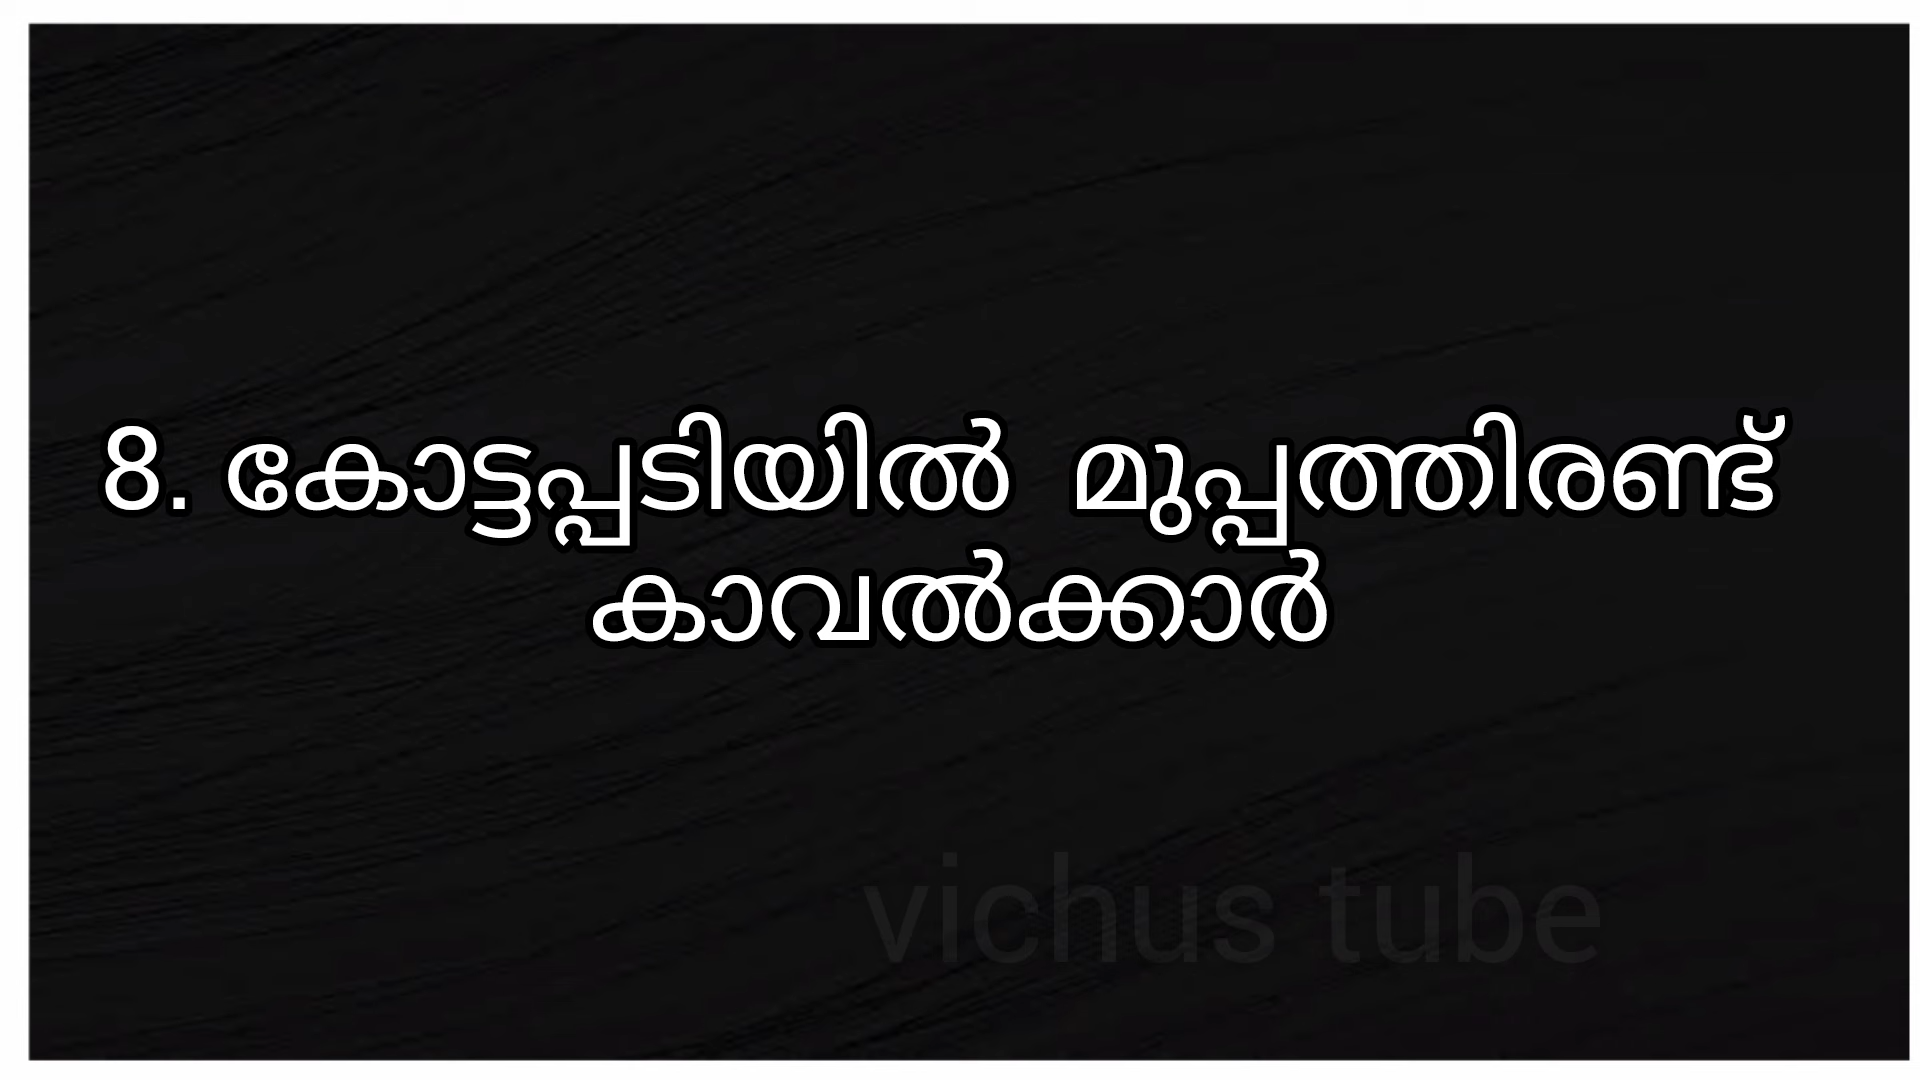 8. കോട്ടപ്പടിയിൽ മുപ്പത്തിരണ്ട്
കാവൽക്കാർ
vichus tube